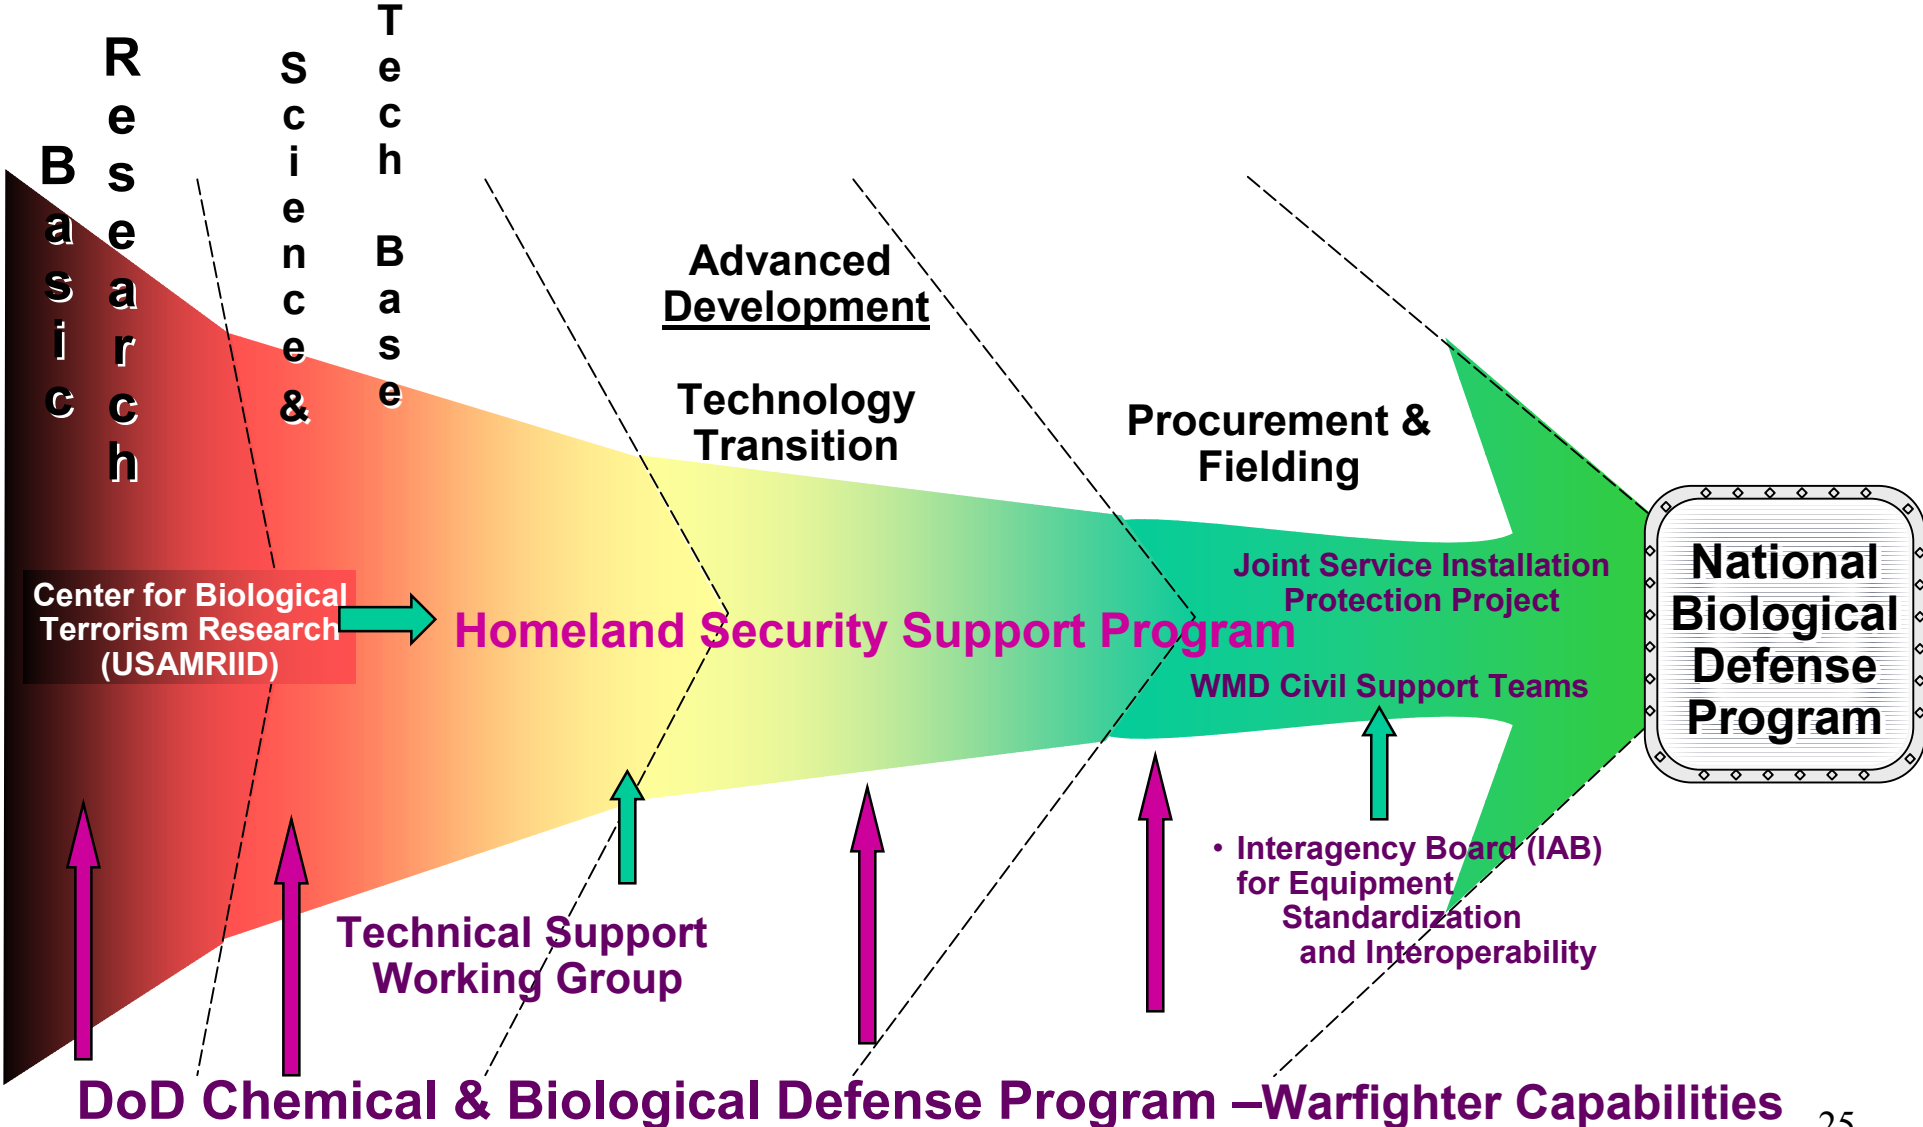 Basic
Research
Science &
Tech Base
Advanced
Development
Technology
Transition
Procurement &
Fielding
Center for Biological
Terrorism Research
(USAMRIID)
Homeland Security Support Program
Joint Service Installation
Protection Project
WMD Civil Support Teams
National
Biological
Defense
Program
Technical Support
Working Group
• Interagency Board (IAB)
for Equipment
Standardization
and Interoperability
DoD Chemical & Biological Defense Program –Warfighter Capabilities
25